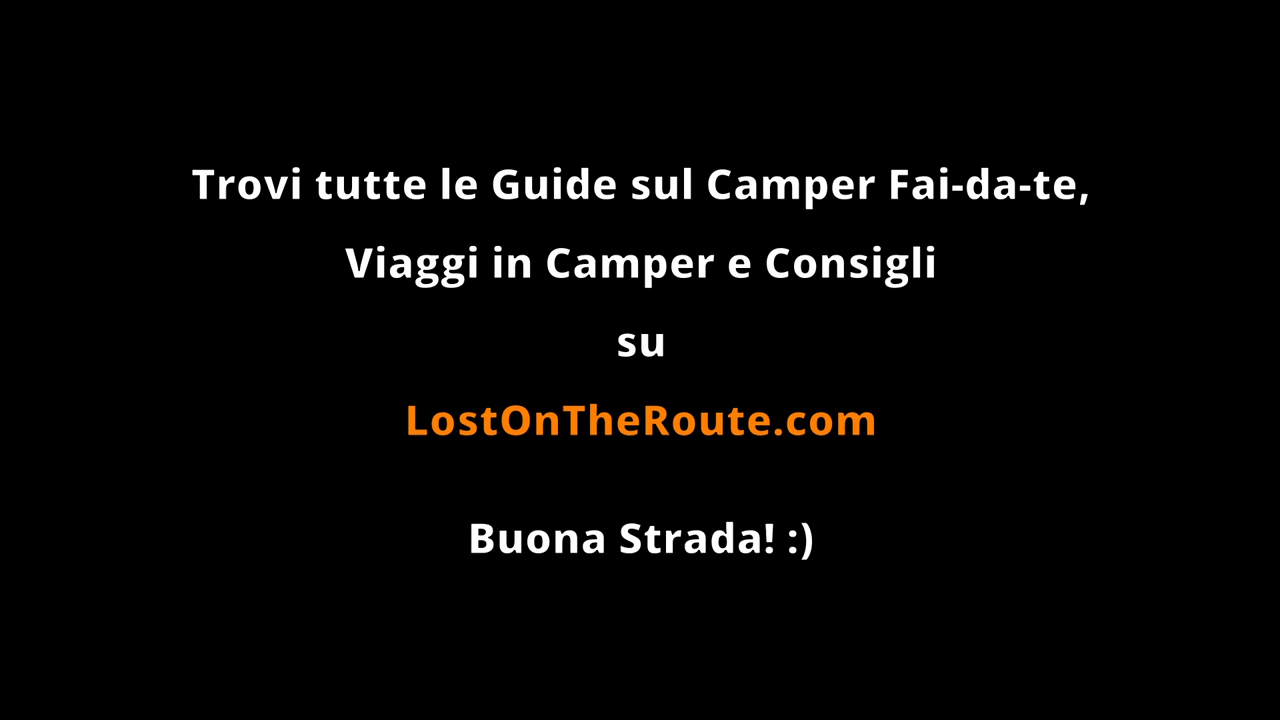 Trovi tutte le Guide sul Camper Fai-da-te,
Viaggi in Camper e Consigli
su
LostOnTheRoute.com
Buona Strada! :)